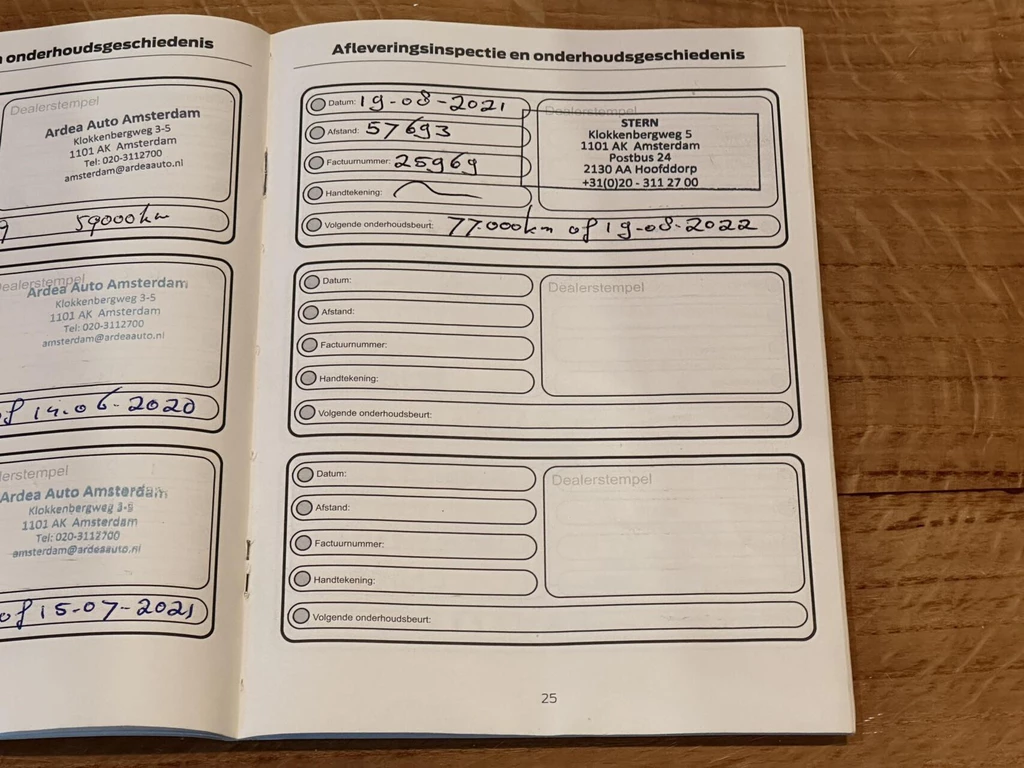 onderhoudsgeschiedenis
Dealerstempel
Ardea Auto Amsterdam
Klokkenbergweg 3-5
1101 AK Amsterdam
Tel: 020-3112700
amsterdam@ardeaauto.nl
59000km
Dealerstempel
Ardea Auto Amsterdam
Klokkenbergweg 3-5
1101 AK Amsterdam
Tel: 020-3112700
amsterdam@ardeaauto.nl
of 14-06-2020
lerstempel
Ardea Auto Amsterdam
Klokkenbergweg 3-5
1101 AK Amsterdam
Tel: 020-3112700
amsterdam@ardeaauto.nl
of 15-07-2021
Afleveringsinspectie en onderhoudsgeschiedenis
Datum: 19-08-2021
Afstand: 57693
Factuurnummer: 25969
Handtekening:
Dealerstempel
STERN
Klokkenbergweg 5
1101 AK Amsterdam
Postbus 24
2130 AA Hoofddorp
+31(0)20 - 311 27 00
Volgende onderhoudsbeurt: 77.000km of 19-08-2022
Datum:
Afstand:
Factuurnummer:
Handtekening:
Dealerstempel
Volgende onderhoudsbeurt:
Datum:
Afstand:
Factuurnummer:
Handtekening:
Dealerstempel
Volgende onderhoudsbeurt:
25